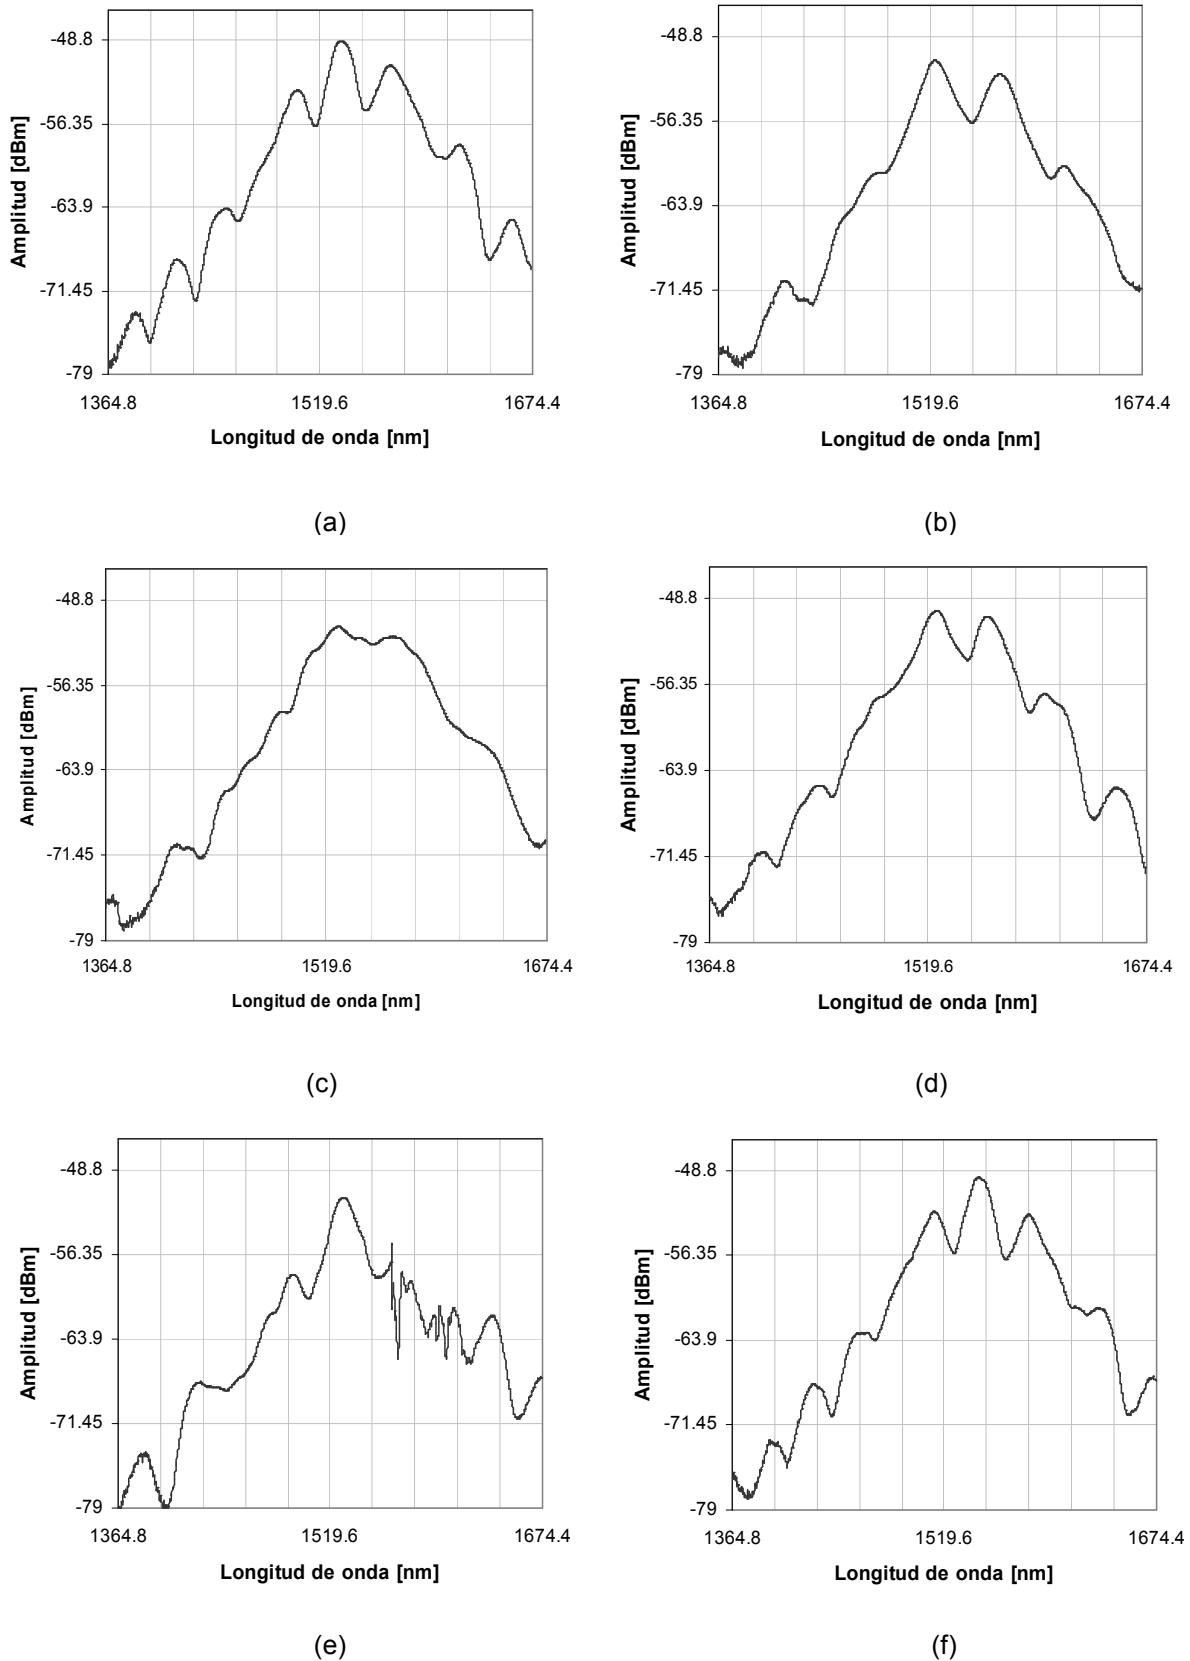 -48.8
-56.35
-63.9
-71.45
-79
Amplitud [dBm]
1364.8 1519.6 1674.4
Longitud de onda [nm]
(a)
-48.8
-56.35
-63.9
-71.45
-79
Amplitud [dBm]
1364.8 1519.6 1674.4
Longitud de onda [nm]
(b)
-48.8
-56.35
-63.9
-71.45
-79
Amplitud [dBm]
1364.8 1519.6 1674.4
Longitud de onda [nm]
(c)
-48.8
-56.35
-63.9
-71.45
-79
Amplitud [dBm]
1364.8 1519.6 1674.4
Longitud de onda [nm]
(d)
-48.8
-56.35
-63.9
-71.45
-79
Amplitud [dBm]
1364.8 1519.6 1674.4
Longitud de onda [nm]
(e)
-48.8
-56.35
-63.9
-71.45
-79
Amplitud [dBm]
1364.8 1519.6 1674.4
Longitud de onda [nm]
(f)